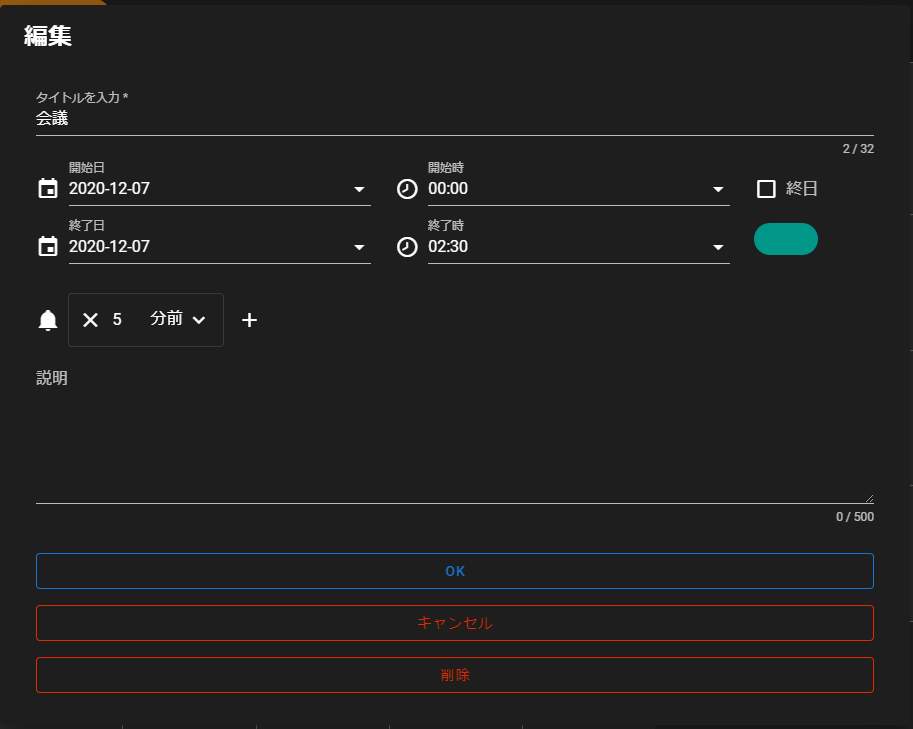 編集
タイトルを入力 *
会議
2 / 32
開始日
2020-12-07
開始時
00:00
終日
終了日
2020-12-07
終了時
02:30
5 分前
説明
0 / 500
OK
キャンセル
削除